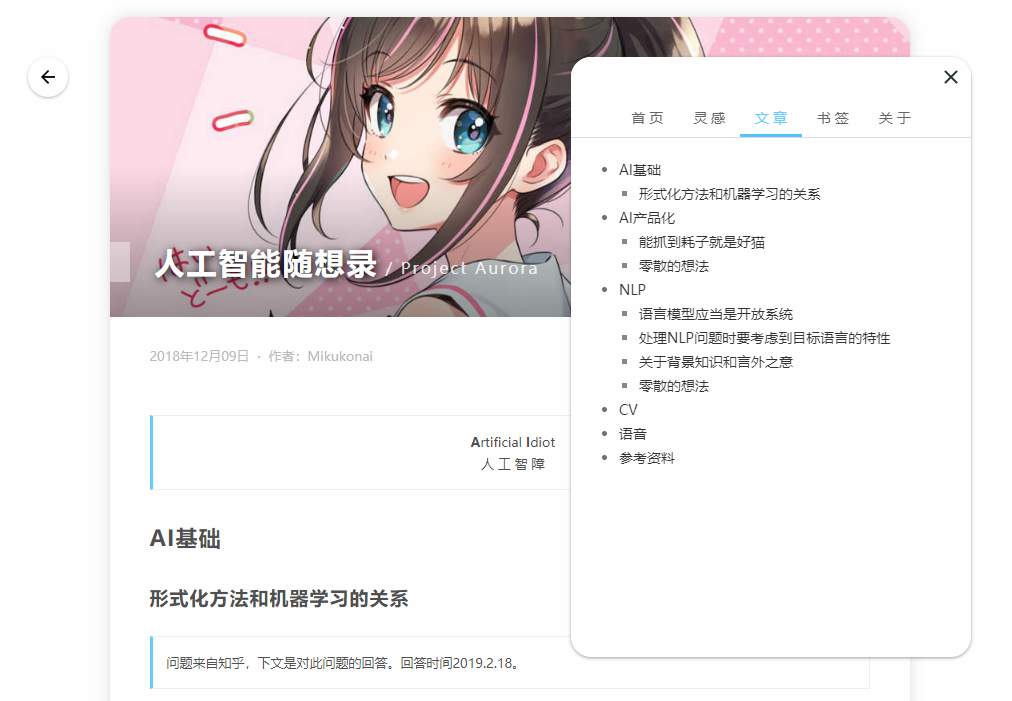 はい
どーも!
人工智能随想录 / Project Aurora
2018年12月09日 · 作者：Mikukonai
Artificial Idiot
人工智障
AI基础
形式化方法和机器学习的关系
问题来自知乎，下文是对此问题的回答。回答时间2019.2.18。
首页 灵感 文章 书签 关于
AI基础
形式化方法和机器学习的关系
AI产品化
能抓到耗子就是好猫
零散的想法
NLP
语言模型应当是开放系统
处理NLP问题时要考虑到目标语言的特性
关于背景知识和言外之意
零散的想法
CV
语音
参考资料